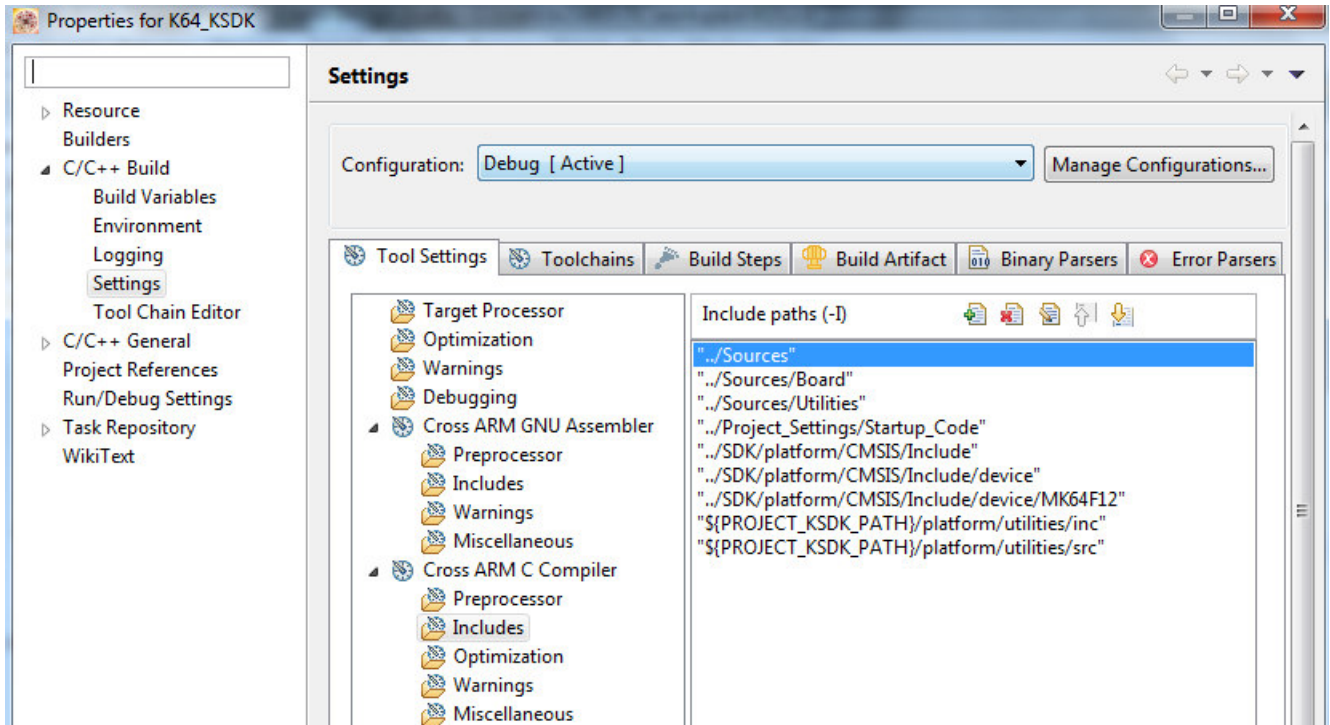 Properties for K64_KSDK
Resource
Builders
C/C++ Build
Build Variables
Environment
Logging
Settings
Tool Chain Editor
C/C++ General
Project References
Run/Debug Settings
Task Repository
WikiText
Settings
Configuration: Debug [ Active ] Manage Configurations...
Tool Settings Toolchains Build Steps Build Artifact Binary Parsers Error Parsers
Target Processor
Optimization
Warnings
Debugging
Cross ARM GNU Assembler
Preprocessor
Includes
Warnings
Miscellaneous
Cross ARM C Compiler
Preprocessor
Includes
Optimization
Warnings
Miscellaneous
Include paths (-I)
"../Sources"
"../Sources/Board"
"../Sources/Utilities"
"../Project_Settings/Startup_Code"
"../SDK/platform/CMSIS/Include"
"../SDK/platform/CMSIS/Include/device"
"../SDK/platform/CMSIS/Include/device/MK64F12"
"${PROJECT_KSDK_PATH}/platform/utilities/inc"
"${PROJECT_KSDK_PATH}/platform/utilities/src"